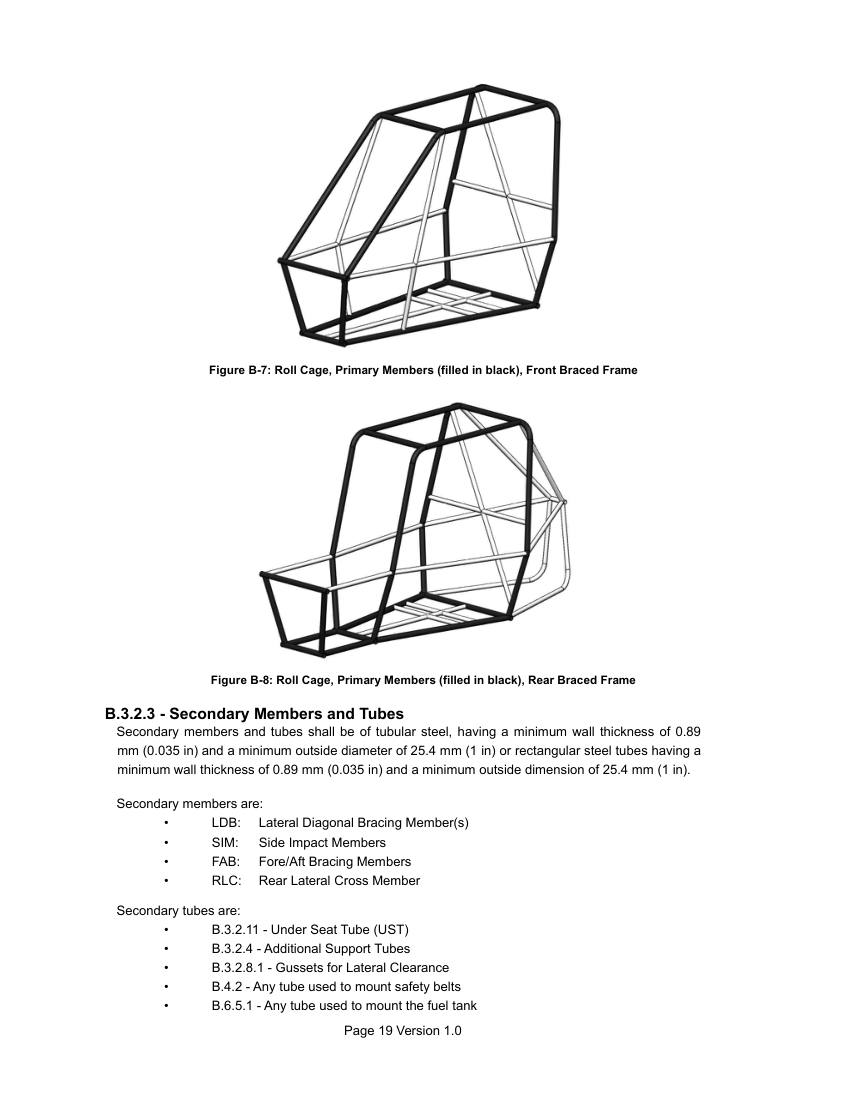 Figure B-7: Roll Cage, Primary Members (filled in black), Front Braced Frame
Figure B-8: Roll Cage, Primary Members (filled in black), Rear Braced Frame
B.3.2.3 - Secondary Members and Tubes
Secondary members and tubes shall be of tubular steel, having a minimum wall thickness of 0.89
mm (0.035 in) and a minimum outside diameter of 25.4 mm (1 in) or rectangular steel tubes having a
minimum wall thickness of 0.89 mm (0.035 in) and a minimum outside dimension of 25.4 mm (1 in).
Secondary members are:
• LDB: Lateral Diagonal Bracing Member(s)
• SIM: Side Impact Members
• FAB: Fore/Aft Bracing Members
• RLC: Rear Lateral Cross Member
Secondary tubes are:
• B.3.2.11 - Under Seat Tube (UST)
• B.3.2.4 - Additional Support Tubes
• B.3.2.8.1 - Gussets for Lateral Clearance
• B.4.2 - Any tube used to mount safety belts
• B.6.5.1 - Any tube used to mount the fuel tank
Page 19 Version 1.0